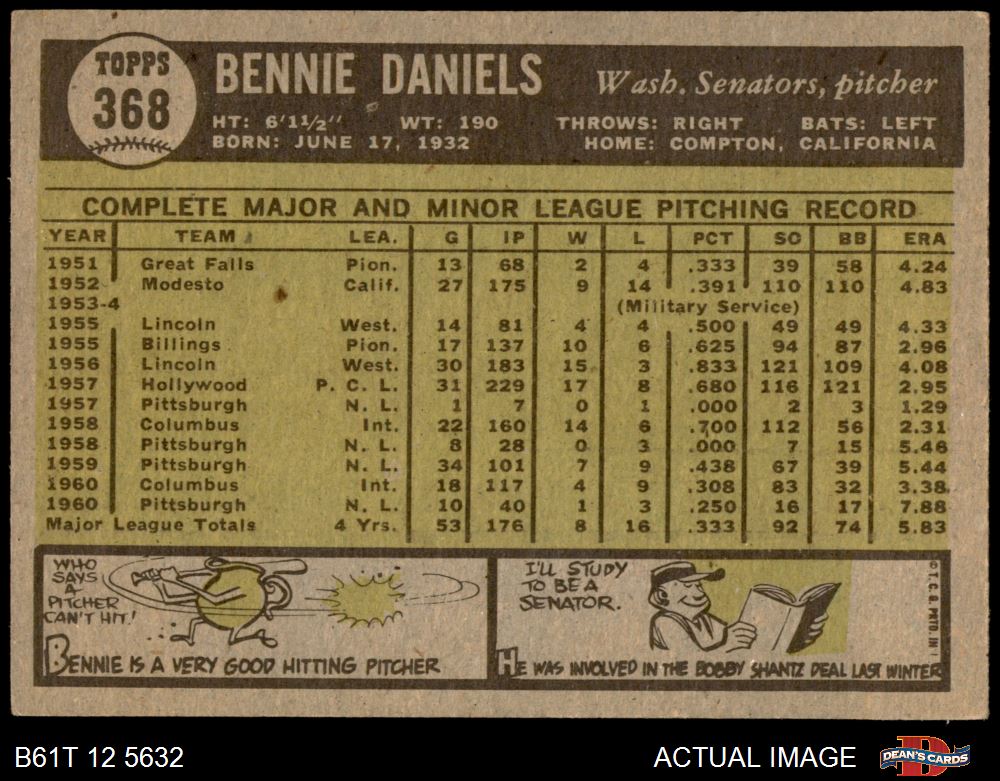 TOPPS
368
BENNIE DANIELS
Wash. Senators, pitcher
HT: 6'1½" WT: 190 THROWS: RIGHT BATS: LEFT
BORN: JUNE 17, 1932 HOME: COMPTON, CALIFORNIA
COMPLETE MAJOR AND MINOR LEAGUE PITCHING RECORD
YEAR TEAM LEA. G IP W L PCT SO BB ERA
1951 Great Falls Pion. 13 68 2 4 .333 39 58 4.24
1952 Modesto Calif. 27 175 9 14 .391 110 110 4.83
1953-4 (Military Service)
1955 Lincoln West. 14 81 4 4 .500 49 49 4.33
1955 Billings Pion. 17 137 10 6 .625 94 87 2.96
1956 Lincoln West. 30 183 15 3 .833 121 109 4.08
1957 Hollywood P. C. L. 31 229 17 8 .680 116 121 2.95
1957 Pittsburgh N. L. 1 7 0 1 .000 2 3 1.29
1958 Columbus Int. 22 160 14 6 .700 112 56 2.31
1958 Pittsburgh N. L. 8 28 0 3 .000 7 15 5.46
1959 Pittsburgh N. L. 34 101 7 9 .438 67 39 5.44
1960 Columbus Int. 18 117 4 9 .308 83 32 3.38
1960 Pittsburgh N. L. 10 40 1 3 .250 16 17 7.88
Major League Totals 4 Yrs. 53 176 8 16 .333 92 74 5.83
WHO
SAYS
A
PITCHER
CAN'T HIT!
BENNIE IS A VERY GOOD HITTING PITCHER
I'LL STUDY
TO BE A
SENATOR.
HE WAS INVOLVED IN THE BOBBY SHANTZ DEAL LAST WINTER
© T. C. G. PRTD. IN
B61T 12 5632
ACTUAL IMAGE
DEAN'S CARDS